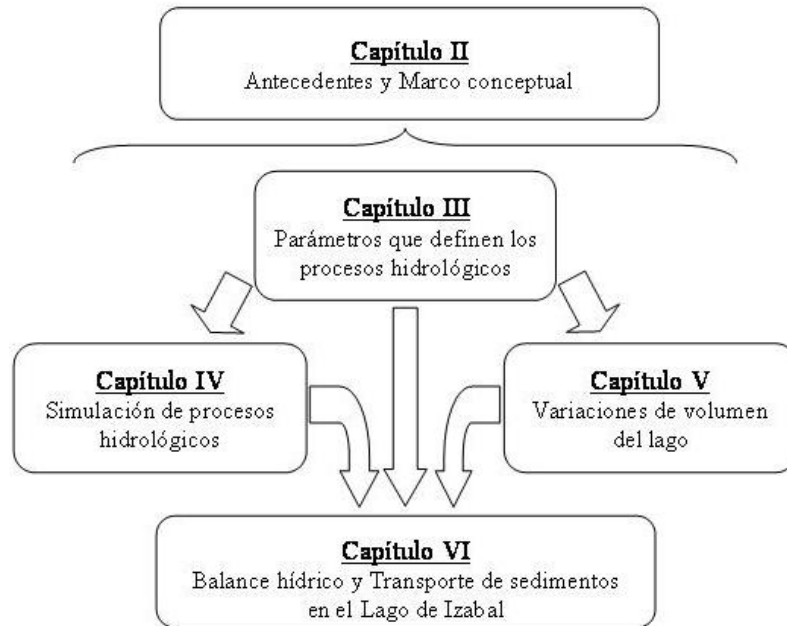 Capítulo II
Antecedentes y Marco conceptual
Capítulo III
Parámetros que definen los
procesos hidrológicos
Capítulo IV
Simulación de procesos
hidrológicos
Capítulo V
Variaciones de volumen
del lago
Capítulo VI
Balance hídrico y Transporte de sedimentos
en el Lago de Izabal